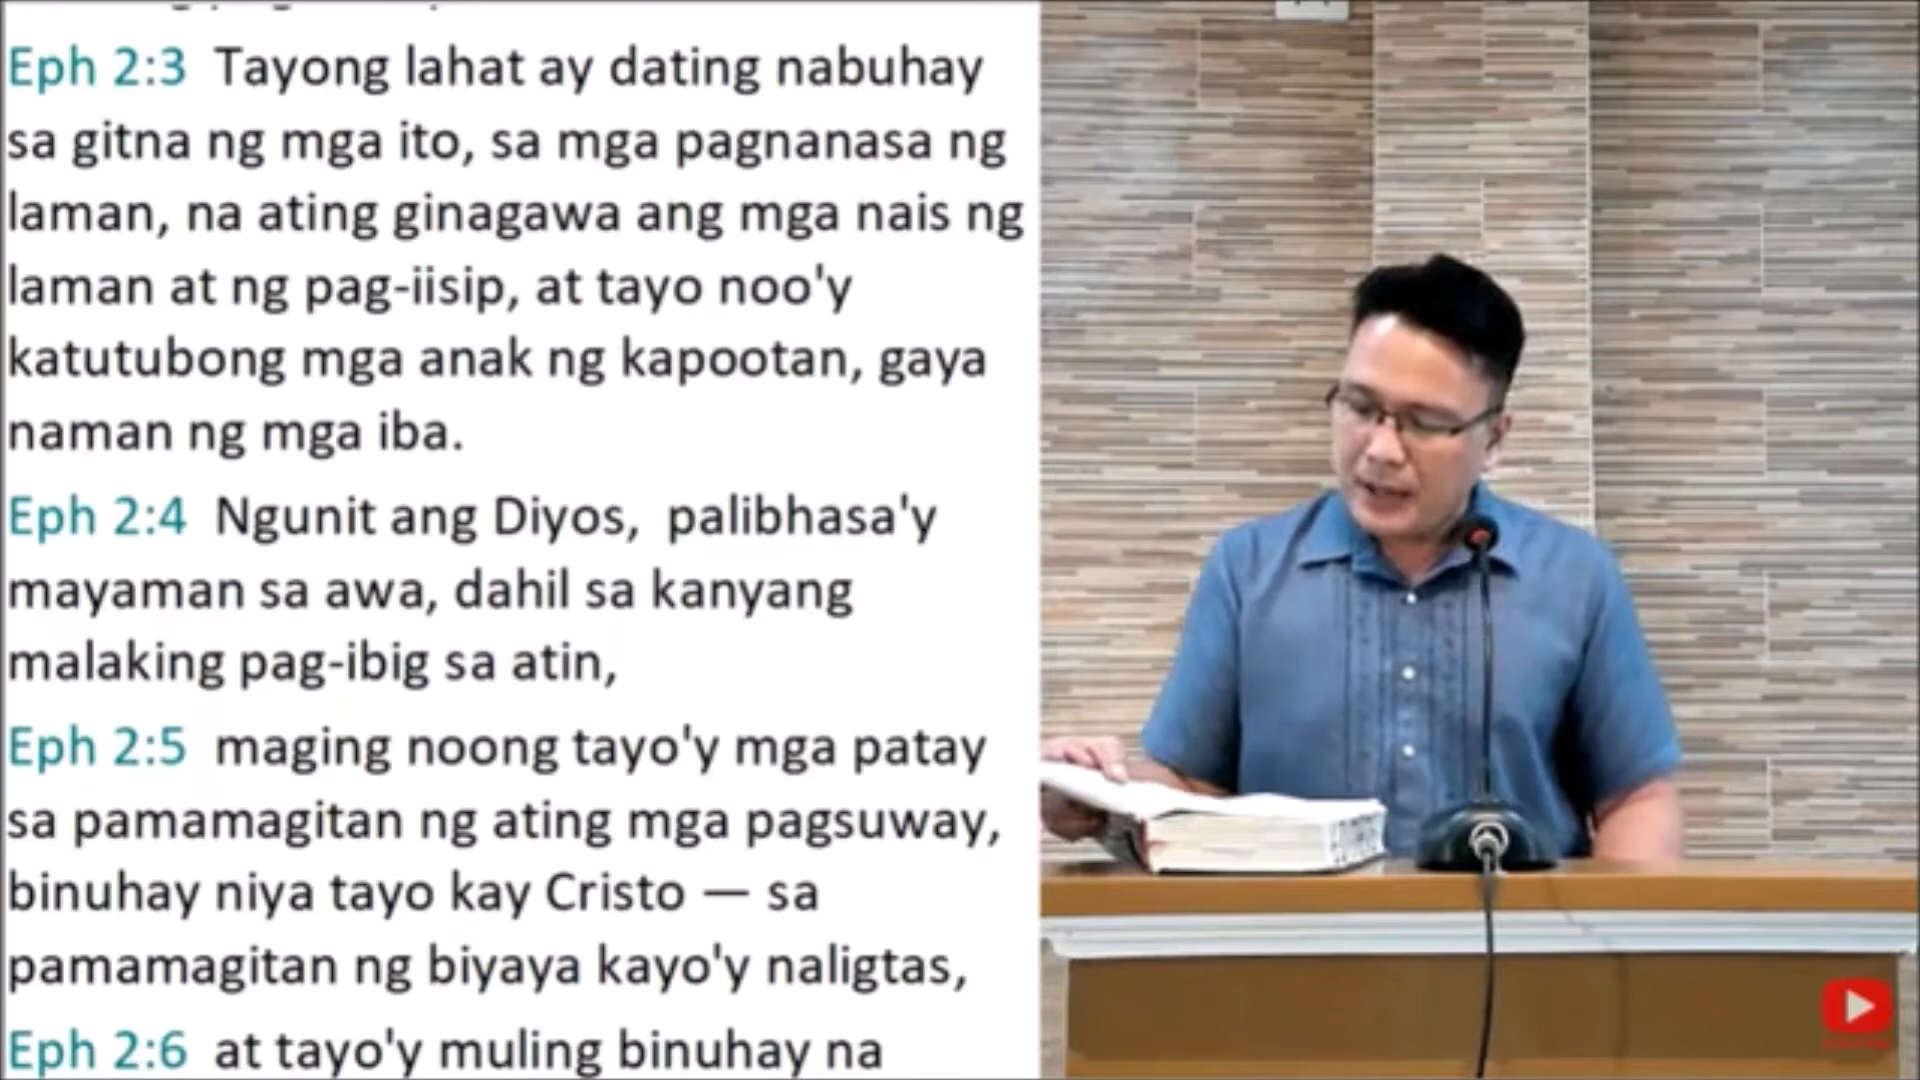 Eph 2:3 Tayong lahat ay dating nabuhay
sa gitna ng mga ito, sa mga pagnanasa ng
laman, na ating ginagawa ang mga nais ng
laman at ng pag-iisip, at tayo noo'y
katutubong mga anak ng kapootan, gaya
naman ng mga iba.
Eph 2:4 Ngunit ang Diyos, palibhasa'y
mayaman sa awa, dahil sa kanyang
malaking pag-ibig sa atin,
Eph 2:5 maging noong tayo'y mga patay
sa pamamagitan ng ating mga pagsuway,
binuhay niya tayo kay Cristo — sa
pamamagitan ng biyaya kayo'y naligtas,
Eph 2:6 at tayo'y muling binuhay na